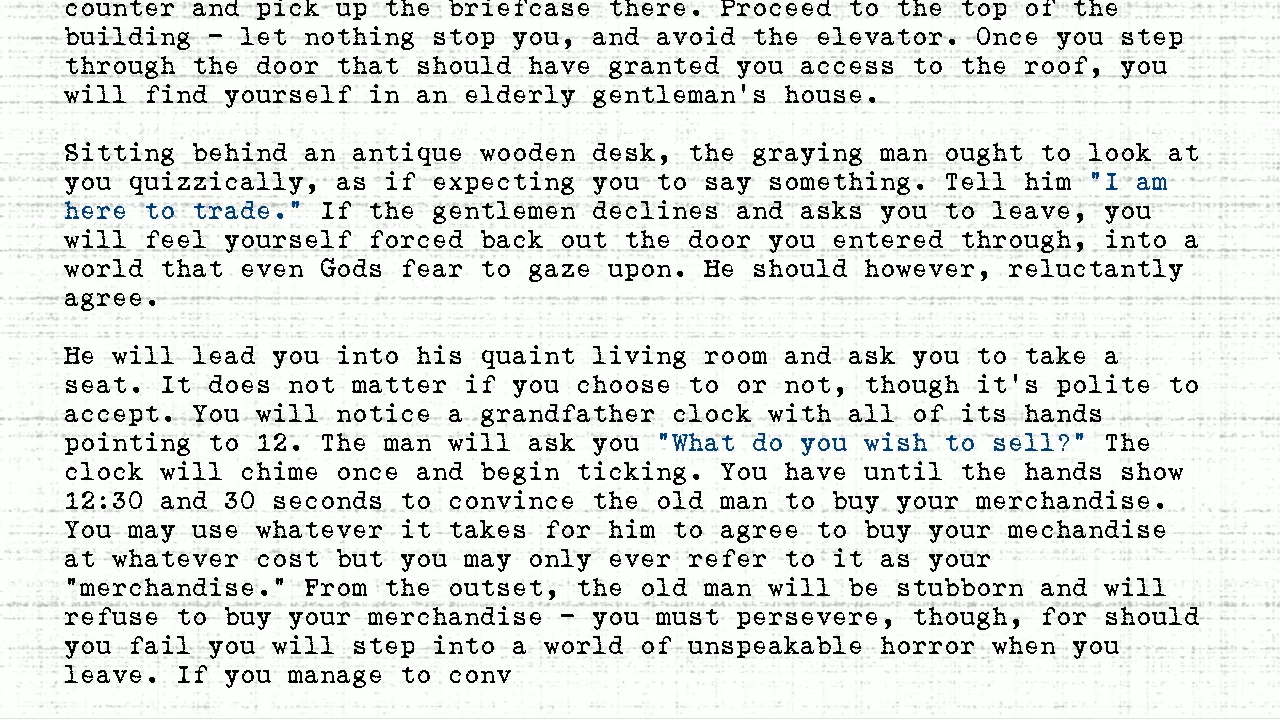 counter and pick up the briefcase there. Proceed to the top of the
building – let nothing stop you, and avoid the elevator. Once you step
through the door that should have granted you access to the roof, you
will find yourself in an elderly gentleman's house.
Sitting behind an antique wooden desk, the graying man ought to look at
you quizzically, as if expecting you to say something. Tell him "I am
here to trade." If the gentlemen declines and asks you to leave, you
will feel yourself forced back out the door you entered through, into a
world that even Gods fear to gaze upon. He should however, reluctantly
agree.
He will lead you into his quaint living room and ask you to take a
seat. It does not matter if you choose to or not, though it's polite to
accept. You will notice a grandfather clock with all of its hands
pointing to 12. The man will ask you "What do you wish to sell?" The
clock will chime once and begin ticking. You have until the hands show
12:30 and 30 seconds to convince the old man to buy your merchandise.
You may use whatever it takes for him to agree to buy your mechandise
at whatever cost but you may only ever refer to it as your
"merchandise." From the outset, the old man will be stubborn and will
refuse to buy your merchandise – you must persevere, though, for should
you fail you will step into a world of unspeakable horror when you
leave. If you manage to conv